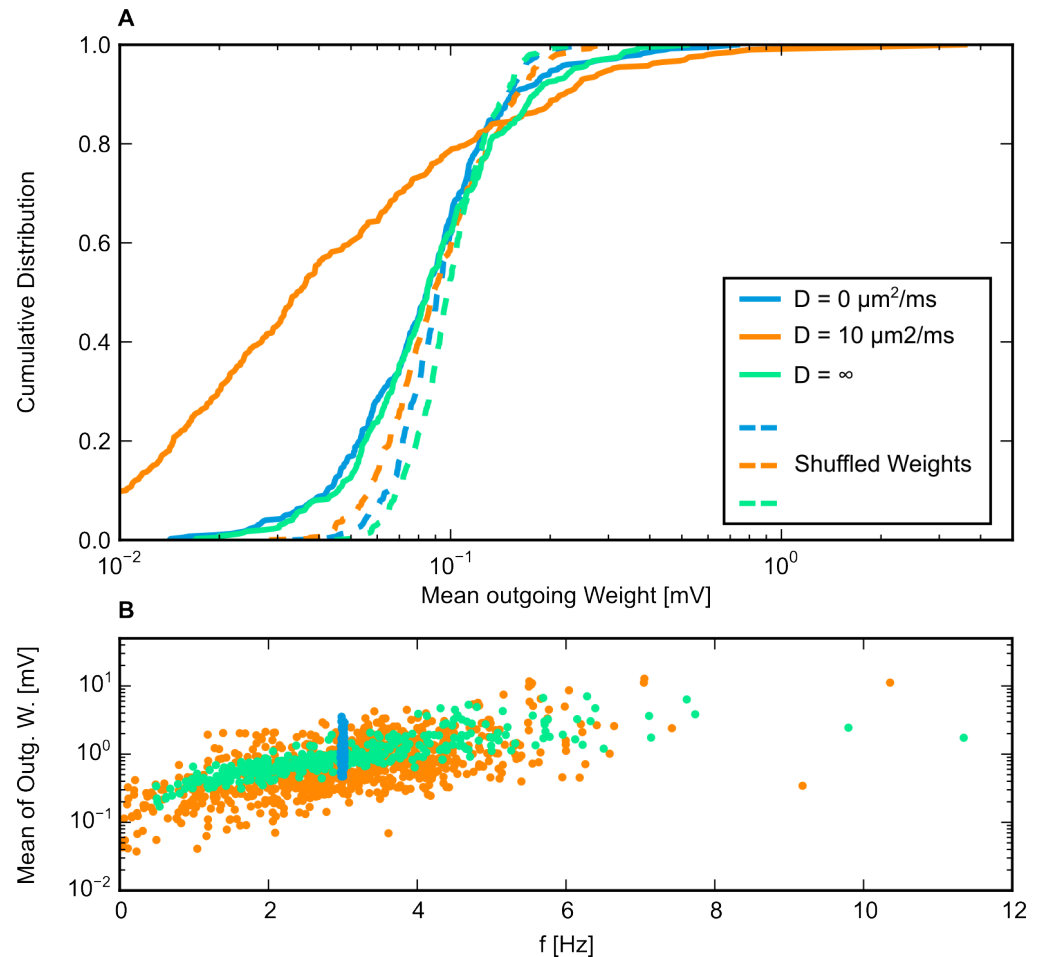 A
1.0
0.8
0.6
0.4
0.2
0.0
Cumulative Distribution
10⁻²
10⁻¹
10⁰
Mean outgoing Weight [mV]
D = 0 µm²/ms
D = 10 µm2/ms
D = ∞
Shuffled Weights
B
10¹
10⁰
10⁻¹
10⁻²
Mean of Outg. W. [mV]
0
2
4
6
8
10
12
f [Hz]